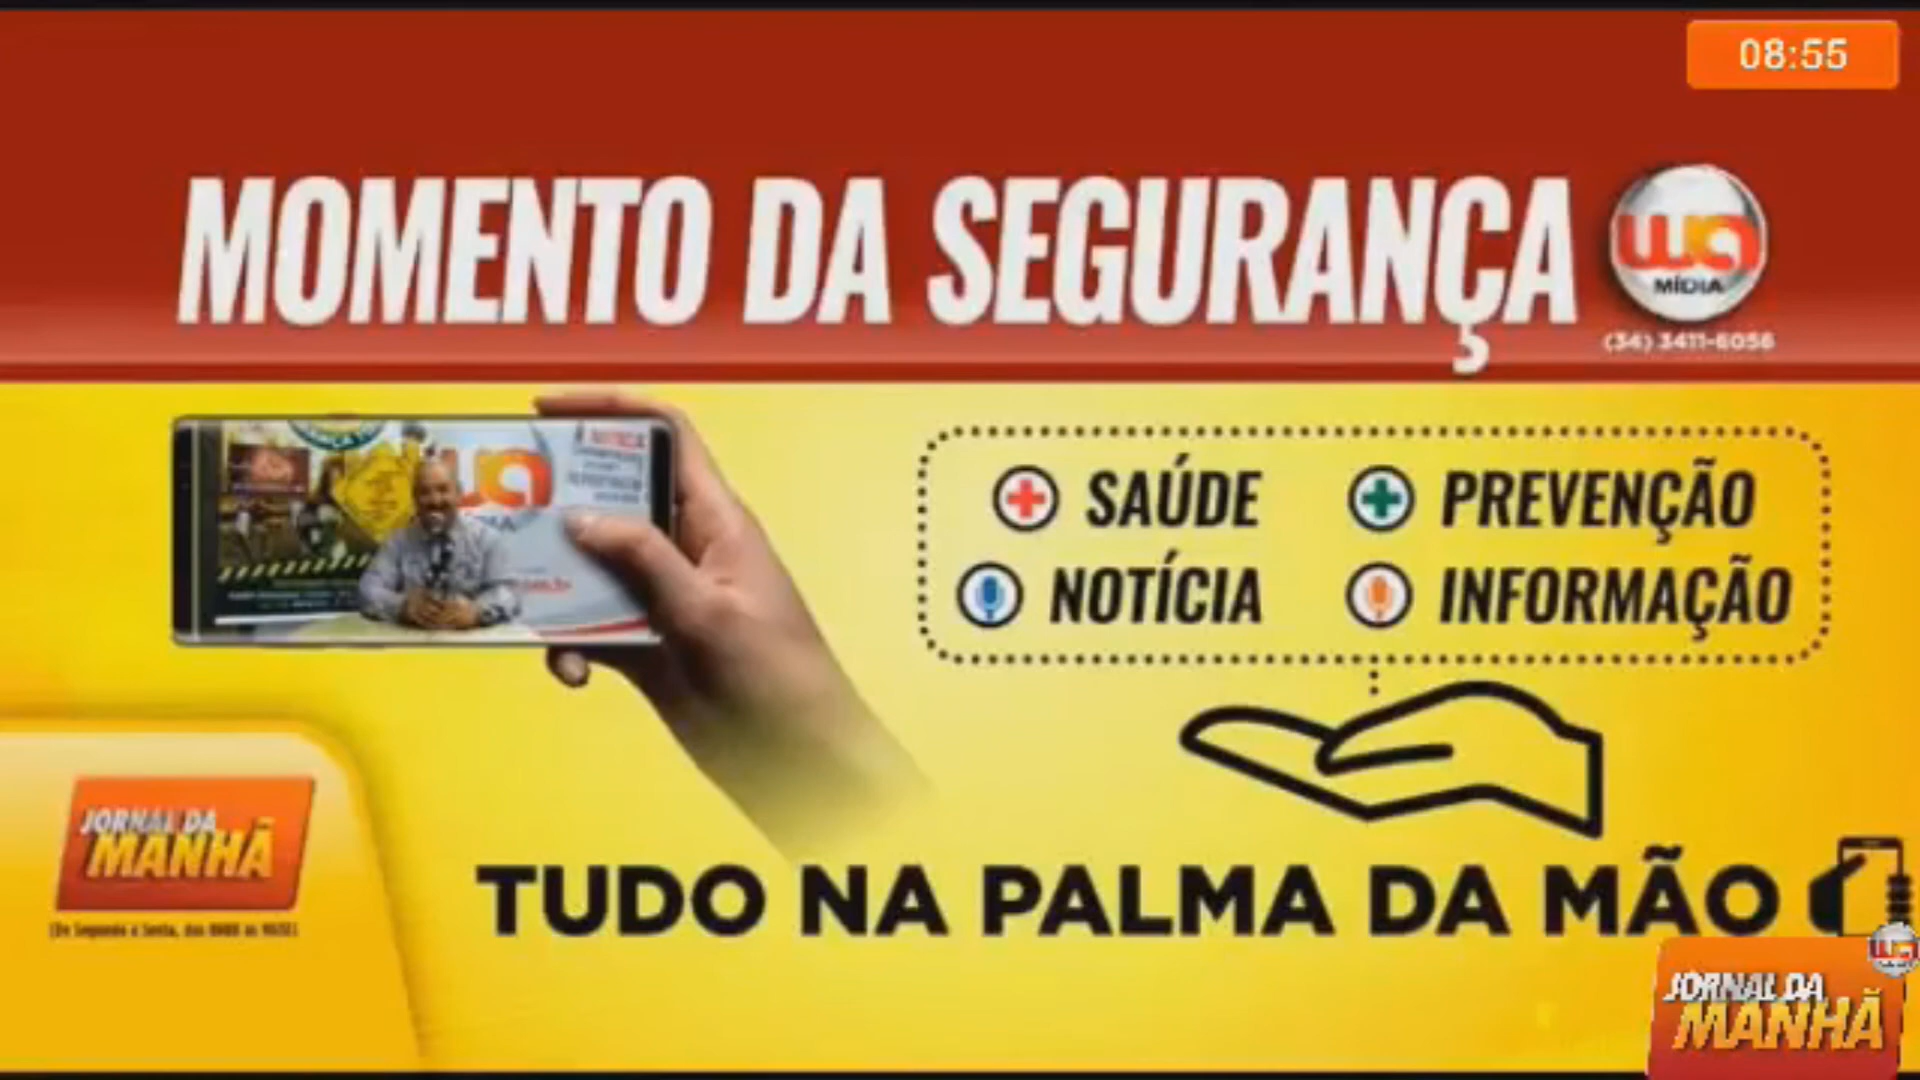 08:55
MOMENTO DA SEGURANÇA
wa
MÍDIA
(34) 3411-6056
SAÚDE
PREVENÇÃO
NOTÍCIA
INFORMAÇÃO
JORNAL DA
MANHÃ
TUDO NA PALMA DA MÃO
JORNAL DA
MANHÃ